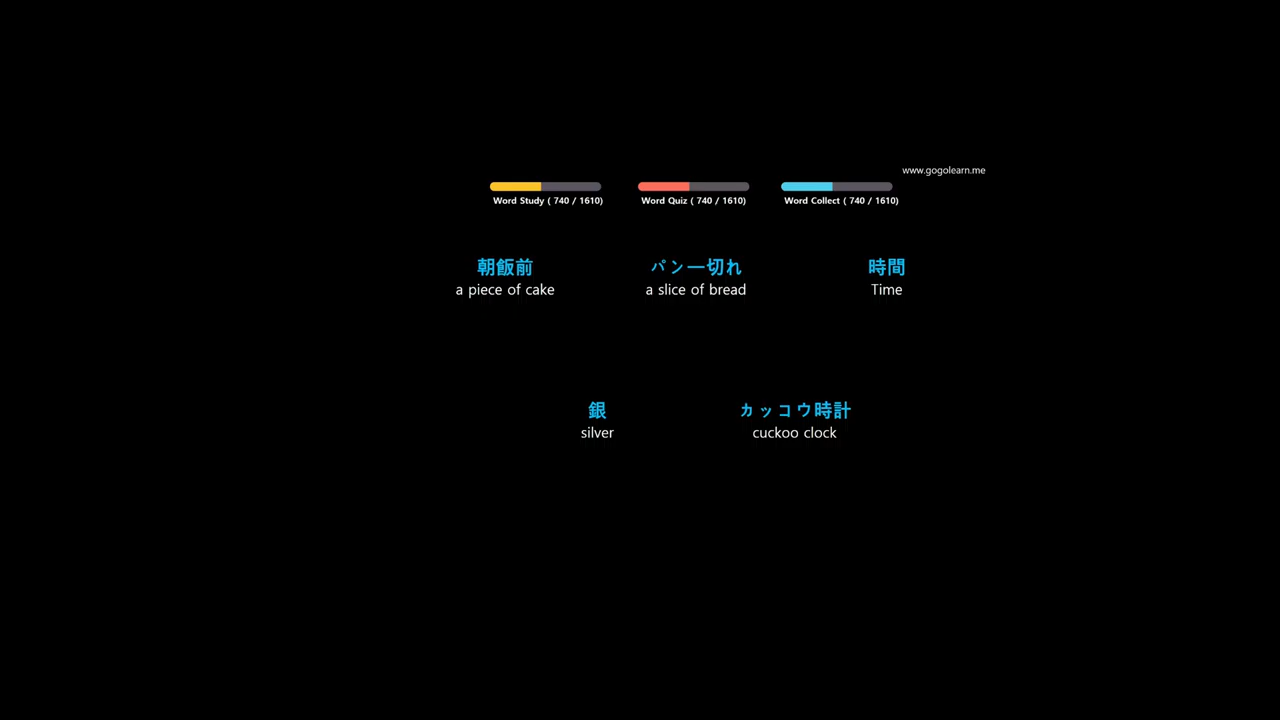 www.gogolearn.me
Word Study ( 740 / 1610)
Word Quiz ( 740 / 1610)
Word Collect ( 740 / 1610)
朝飯前
a piece of cake
パン一切れ
a slice of bread
時間
Time
銀
silver
カッコウ時計
cuckoo clock